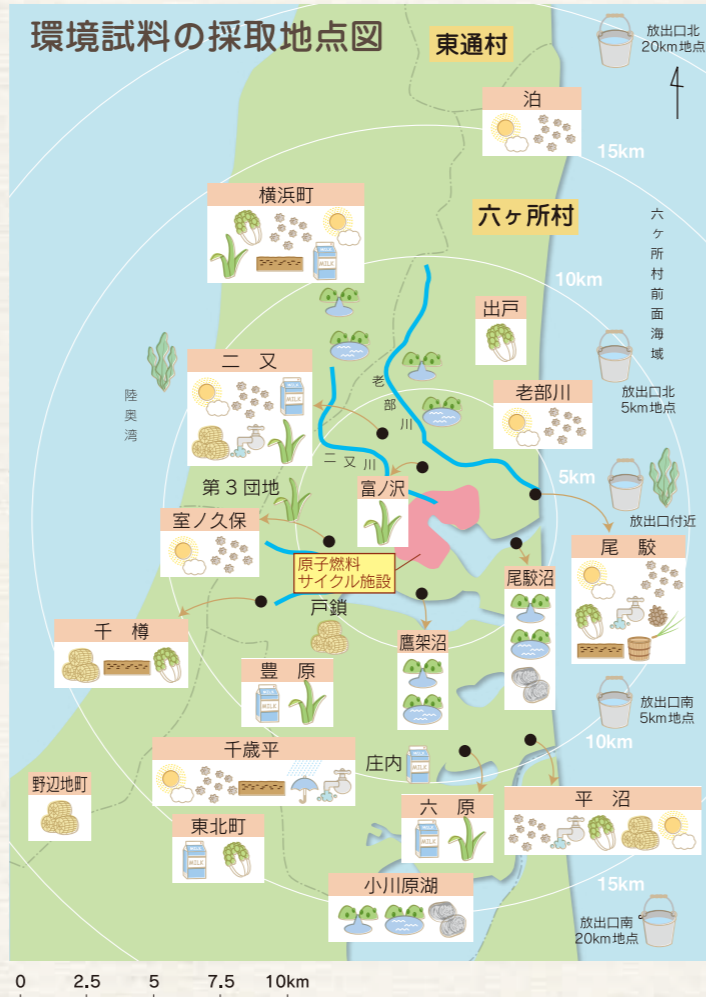 環境試料の採取地点図
東通村
放出口北
20km地点
泊
15km
横浜町
MILK
六ヶ所村
六ヶ所村前面海域
10km
出戸
放出口北
5km地点
二又
MILK
陸奥湾
老部川
老部川
二又川
5km
第3団地
富ノ沢
放出口付近
室ノ久保
原子燃料
サイクル施設
尾駮沼
尾駮
戸鎖
千樽
鷹架沼
豊原
MILK
放出口南
5km地点
10km
千歳平
庄内
MILK
野辺地町
東北町
MILK
六原
MILK
平沼
小川原湖
15km
放出口南
20km地点
0 2.5 5 7.5 10km